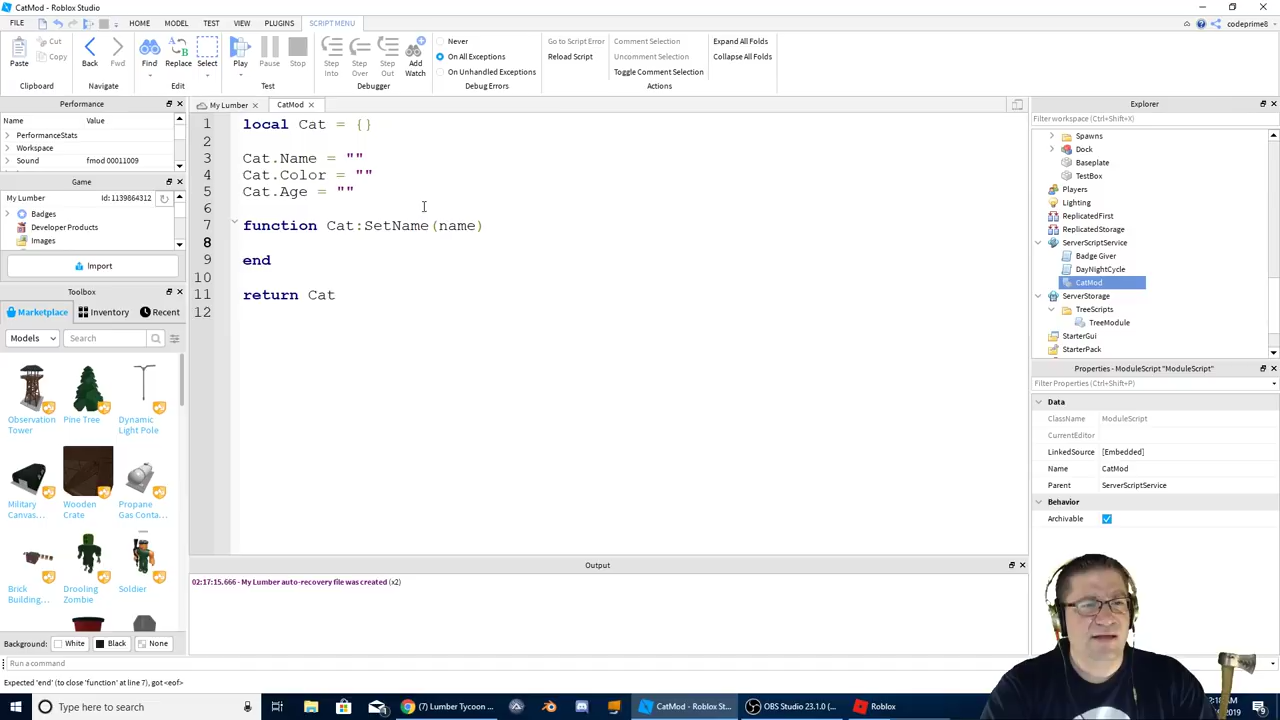 CatMod - Roblox Studio
FILE HOME MODEL TEST VIEW PLUGINS SCRIPT MENU codeprime8
Paste Cut Copy Back Fwd Find Replace Select Play Pause Stop Step Into Step Over Step Out Add Watch
Never
On All Exceptions
On Unhandled Exceptions
Go to Script Error
Reload Script
Comment Selection
Uncomment Selection
Toggle Comment Selection
Expand All Folds
Collapse All Folds
Clipboard Navigate Edit Test Debugger Debug Errors Actions
Performance
Name Value
PerformanceStats
Workspace
Sound fmod 00011009
Game
My Lumber Id: 1139864312
Badges
Developer Products
Images
Import
Toolbox
Marketplace Inventory Recent
Models Search
Observation Tower
Pine Tree
Dynamic Light Pole
Military Canvas...
Wooden Crate
Propane Gas Conta...
Brick Building...
Drooling Zombie
Soldier
Background: White Black None
My Lumber CatMod
1 local Cat = {}
2
3 Cat.Name = ""
4 Cat.Color = ""
5 Cat.Age = ""
6
7 function Cat:SetName(name)
8
9 end
10
11 return Cat
12
Output
02:17:15.666 - My Lumber auto-recovery file was created (x2)
Explorer
Filter workspace (Ctrl+Shift+X)
Spawns
Dock
Baseplate
TestBox
Players
Lighting
ReplicatedFirst
ReplicatedStorage
ServerScriptService
Badge Giver
DayNightCycle
CatMod
ServerStorage
TreeScripts
TreeModule
StarterGui
StarterPack
Properties - ModuleScript "ModuleScript"
Filter Properties (Ctrl+Shift+P)
Data
ClassName ModuleScript
CurrentEditor
LinkedSource [Embedded]
Name CatMod
Parent ServerScriptService
Behavior
Archivable
Run a command
Expected 'end' (to close 'function' at line 7), got <eof>
Type here to search
(7) Lumber Tycoon ...
CatMod - Roblox St...
OBS Studio 23.1.0 (...
Roblox